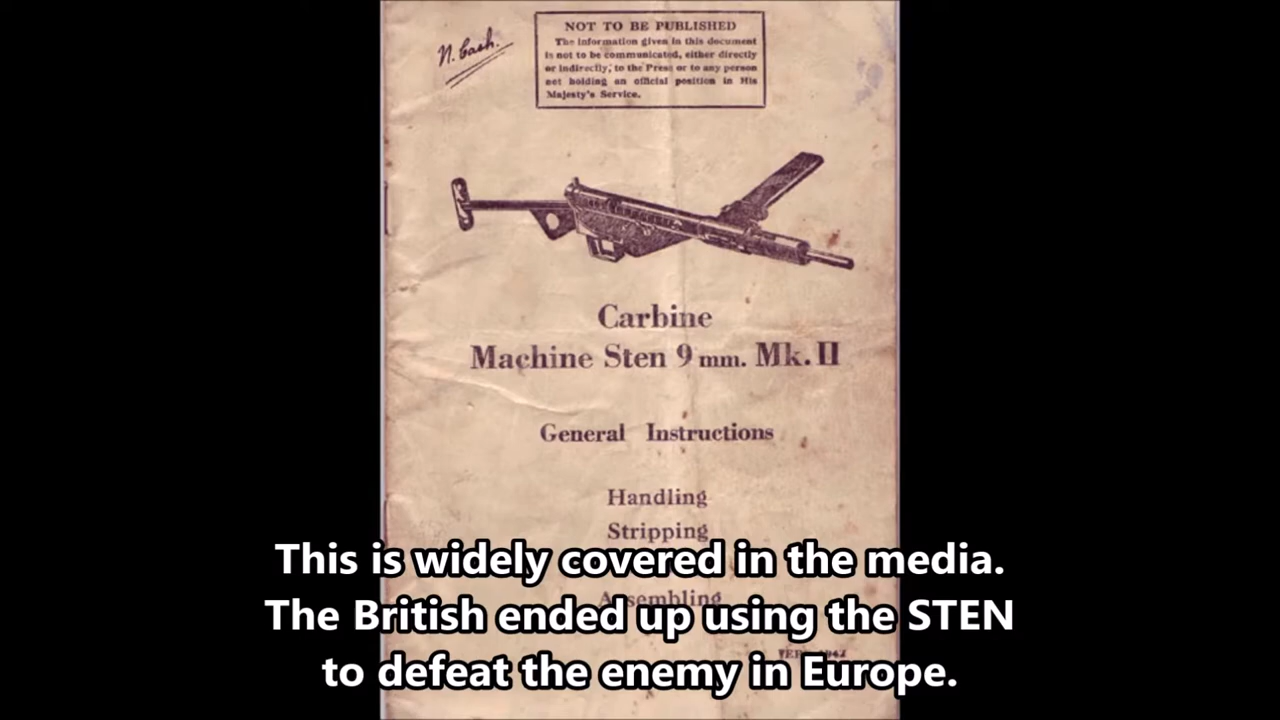 N. Cash.
NOT TO BE PUBLISHED
The information given in this document
is not to be communicated, either directly
or indirectly, to the Press or to any person
not holding an official position in His
Majesty's Service.
Carbine
Machine Sten 9 mm. Mk. II
General Instructions
Handling
Stripping
Assembling
This is widely covered in the media.
The British ended up using the STEN
to defeat the enemy in Europe.